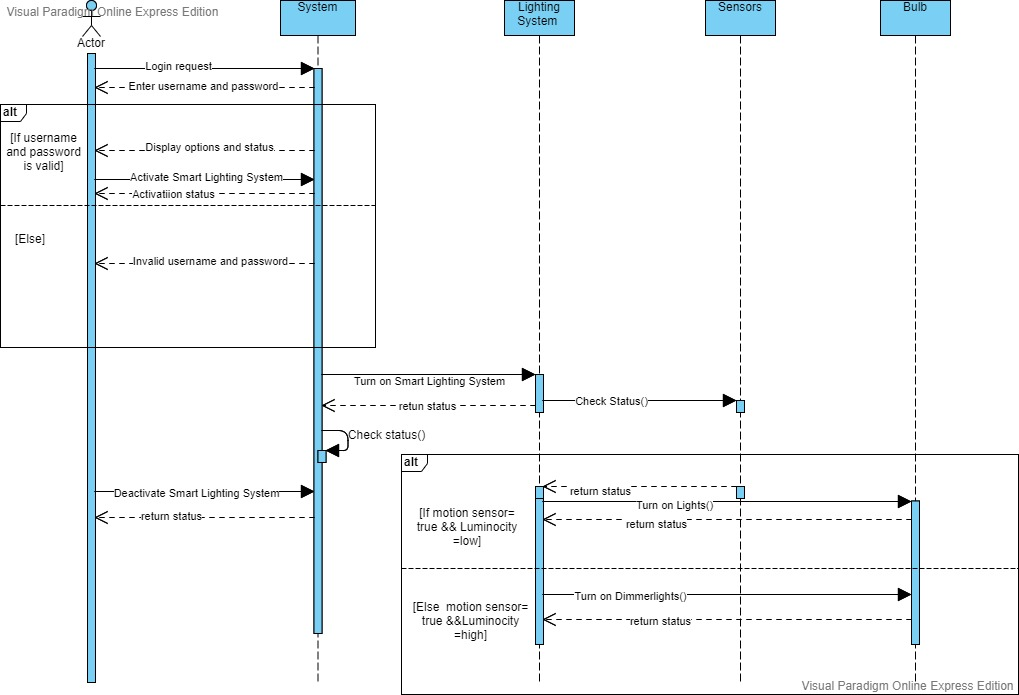 Visual Paradigm Online Express Edition
System
Lighting
System
Sensors
Bulb
Actor
Login request
Enter username and password
alt
[If username
and password
is valid]
Display options and status
Activate Smart Lighting System
Activatiion status
[Else]
Invalid username and password
Turn on Smart Lighting System
Check Status()
retun status
Check status()
alt
Deactivate Smart Lighting System
return status
return status
Turn on Lights()
[If motion sensor=
true && Luminocity
=low]
return status
Turn on Dimmerlights()
[Else  motion sensor=
true &&Luminocity
=high]
return status
Visual Paradigm Online Express Edition